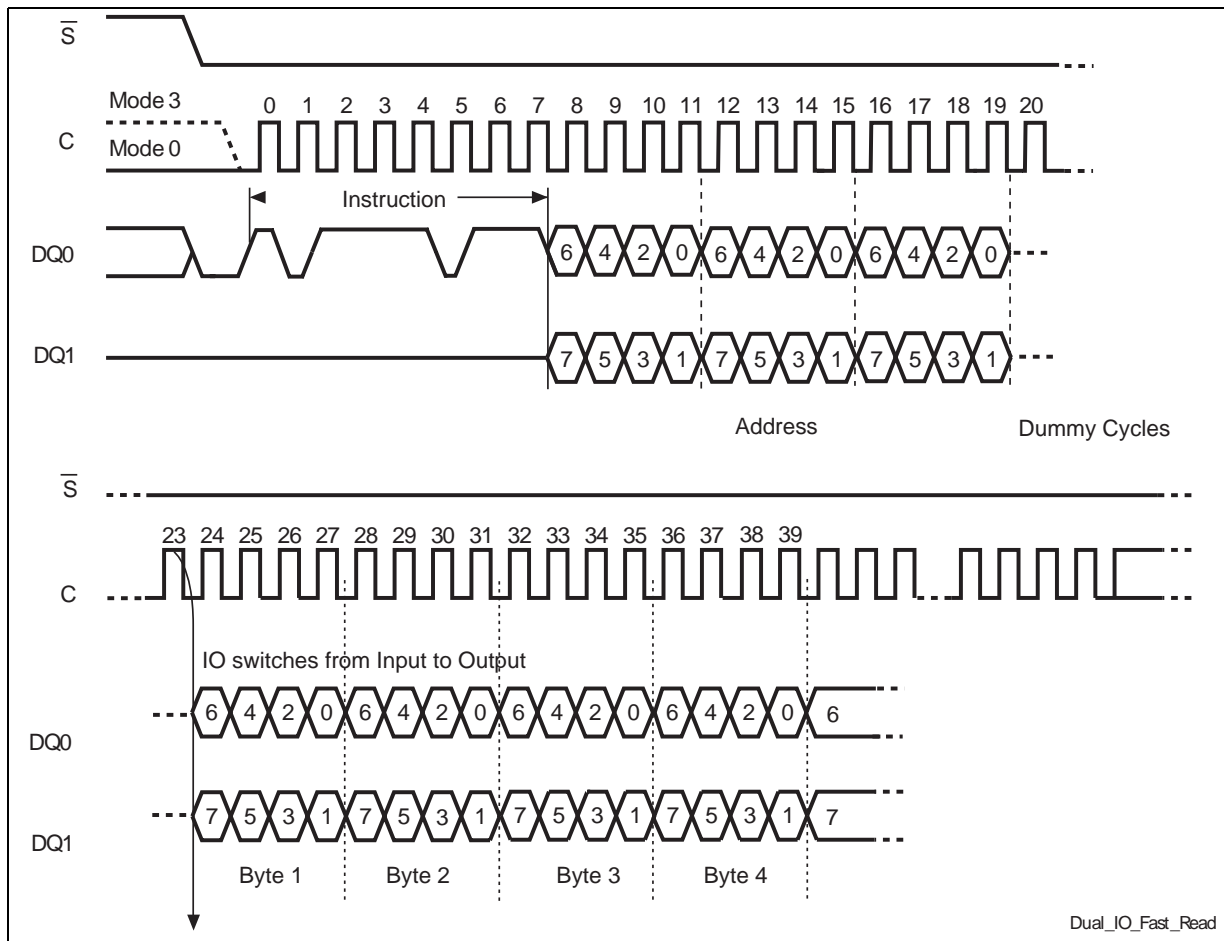 S
Mode 3
0 1 2 3 4 5 6 7 8 9 10 11 12 13 14 15 16 17 18 19 20
C
Mode 0
Instruction
DQ0
6 4 2 0 6 4 2 0 6 4 2 0
DQ1
7 5 3 1 7 5 3 1 7 5 3 1
Address
Dummy Cycles
S
23 24 25 26 27 28 29 30 31 32 33 34 35 36 37 38 39
C
IO switches from Input to Output
6 4 2 0 6 4 2 0 6 4 2 0 6 4 2 0 6
DQ0
7 5 3 1 7 5 3 1 7 5 3 1 7 5 3 1 7
DQ1
Byte 1 Byte 2 Byte 3 Byte 4
Dual_IO_Fast_Read